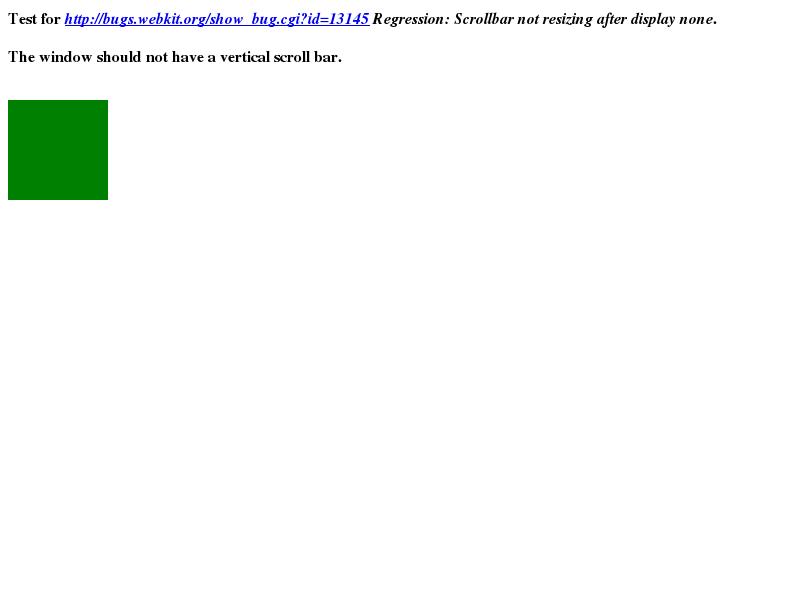 Test for http://bugs.webkit.org/show_bug.cgi?id=13145 Regression: Scrollbar not resizing after display none.
The window should not have a vertical scroll bar.